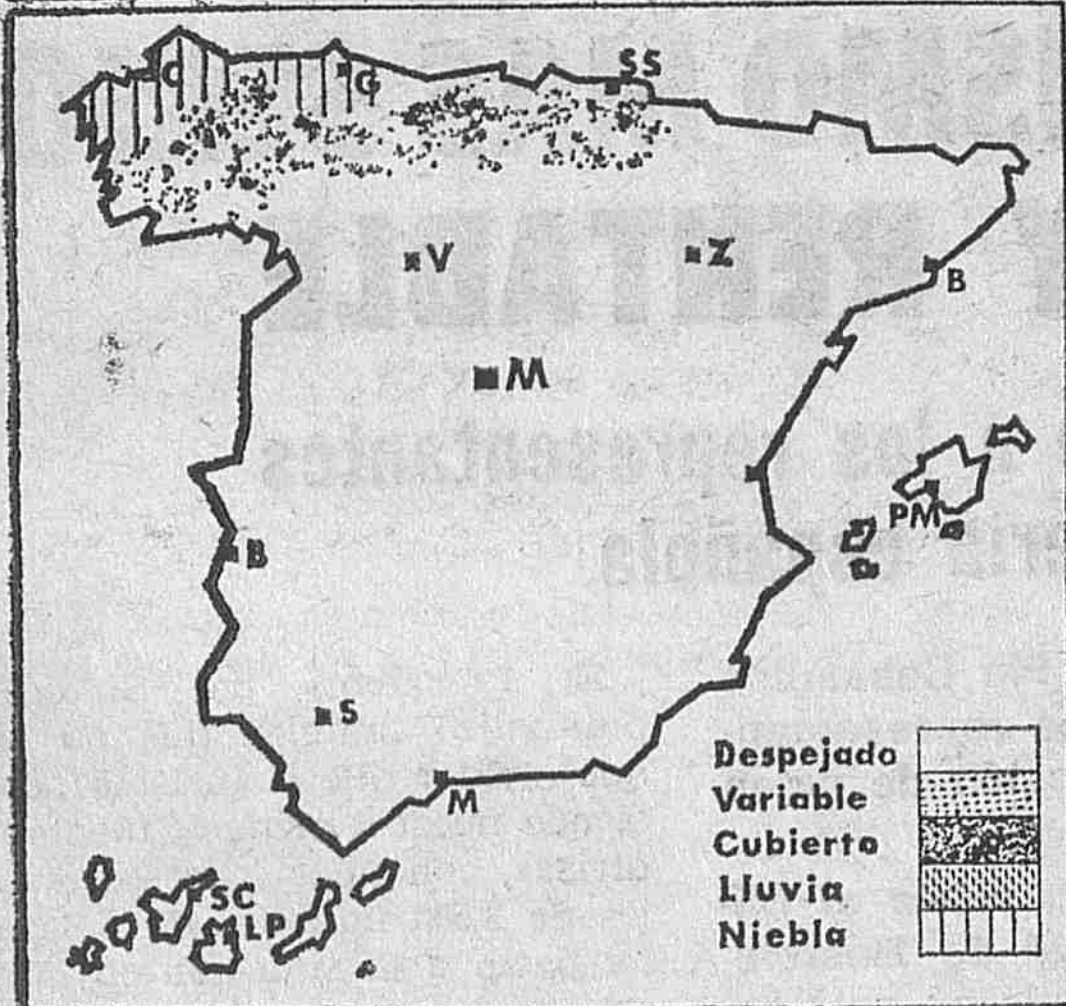 C
G
SS
V
Z
B
M
PM
B
S
M
SC
LP
Despejado
Variable
Cubierto
Lluvia
Niebla